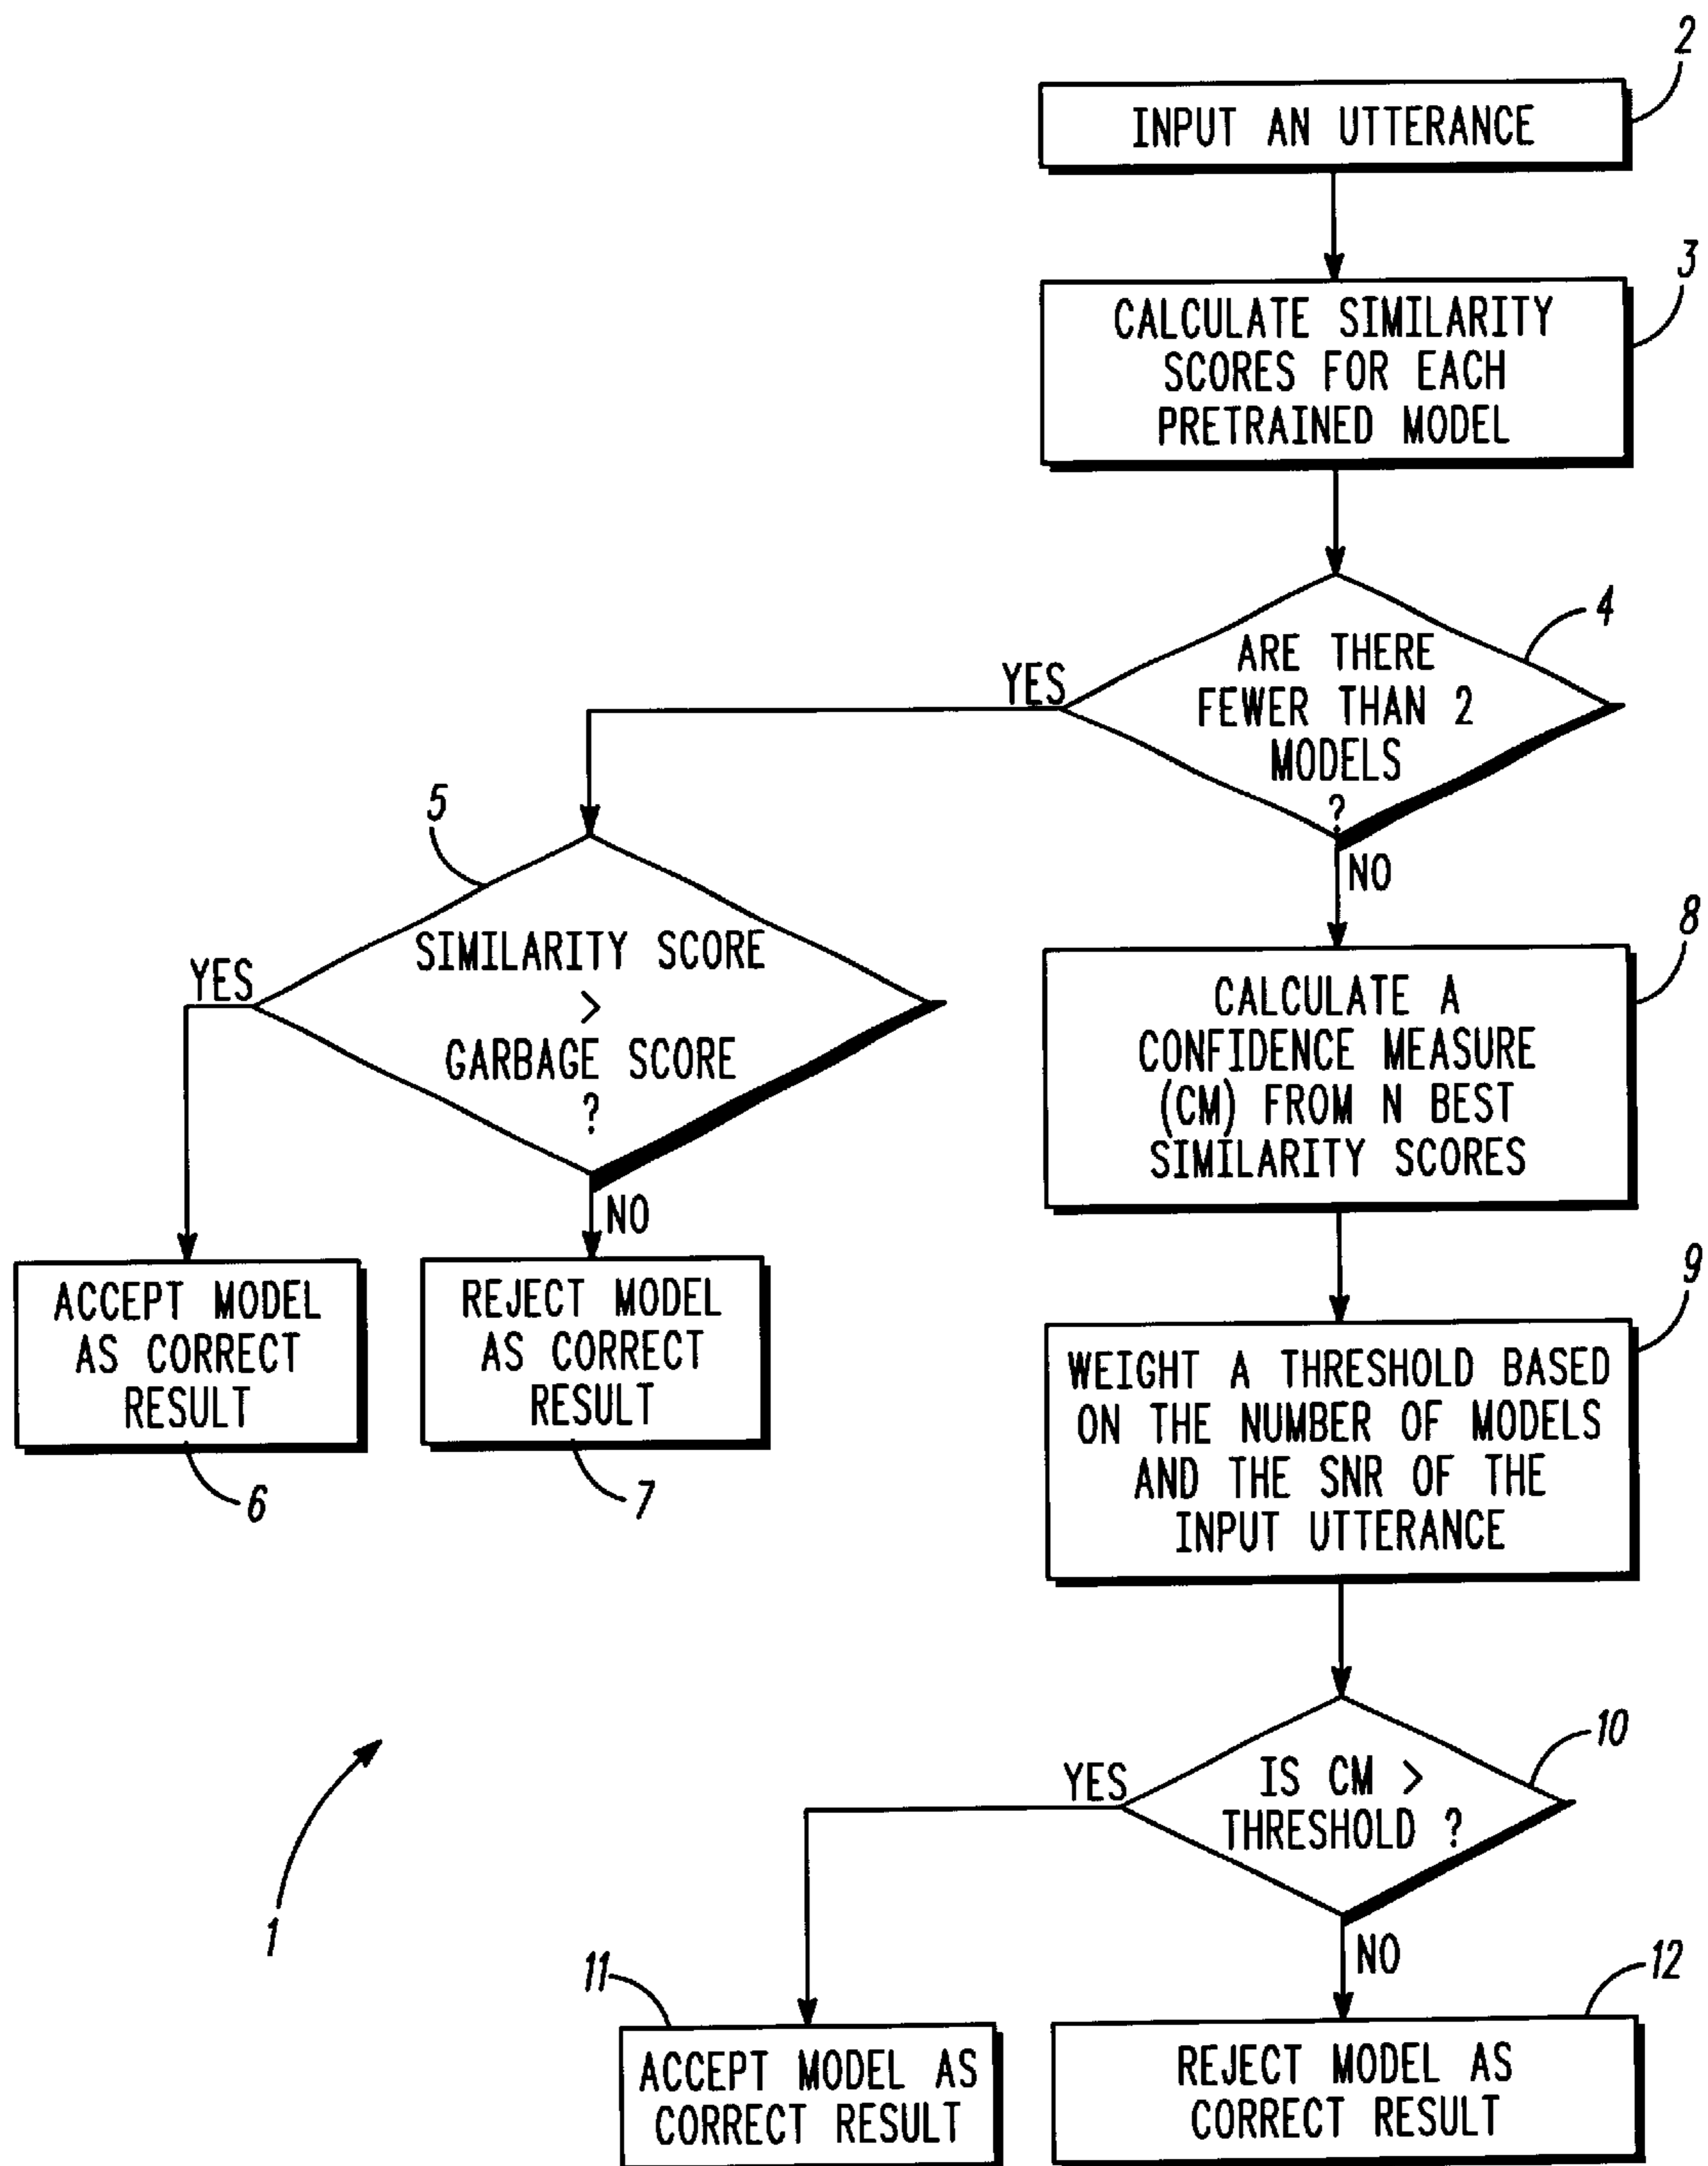 2
INPUT AN UTTERANCE
3
CALCULATE SIMILARITY
SCORES FOR EACH
PRETRAINED MODEL
4
ARE THERE
FEWER THAN 2
MODELS
?
YES
NO
5
SIMILARITY SCORE
>
GARBAGE SCORE
?
YES
NO
ACCEPT MODEL
AS CORRECT
RESULT
6
REJECT MODEL
AS CORRECT
RESULT
7
8
CALCULATE A
CONFIDENCE MEASURE
(CM) FROM N BEST
SIMILARITY SCORES
9
WEIGHT A THRESHOLD BASED
ON THE NUMBER OF MODELS
AND THE SNR OF THE
INPUT UTTERANCE
10
IS CM >
THRESHOLD ?
YES
NO
1
11
ACCEPT MODEL AS
CORRECT RESULT
12
REJECT MODEL AS
CORRECT RESULT